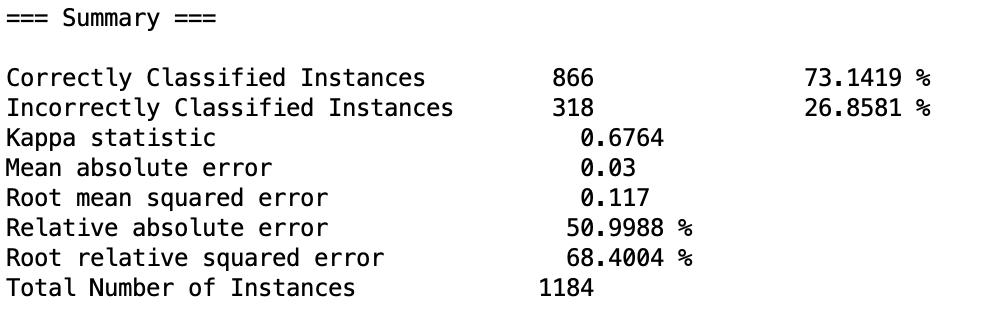 === Summary ===

Correctly Classified Instances         866               73.1419 %
Incorrectly Classified Instances       318               26.8581 %
Kappa statistic                          0.6764
Mean absolute error                      0.03
Root mean squared error                  0.117
Relative absolute error                 50.9988 %
Root relative squared error             68.4004 %
Total Number of Instances             1184